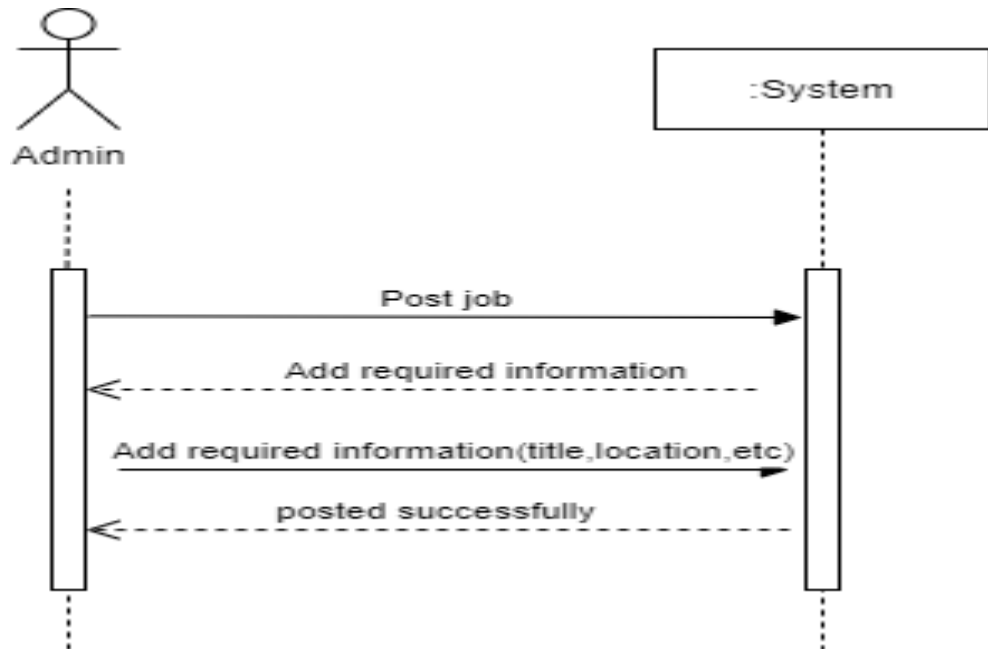 :System
Admin
Post job
Add required information
Add required information(title,location,etc)
posted successfully